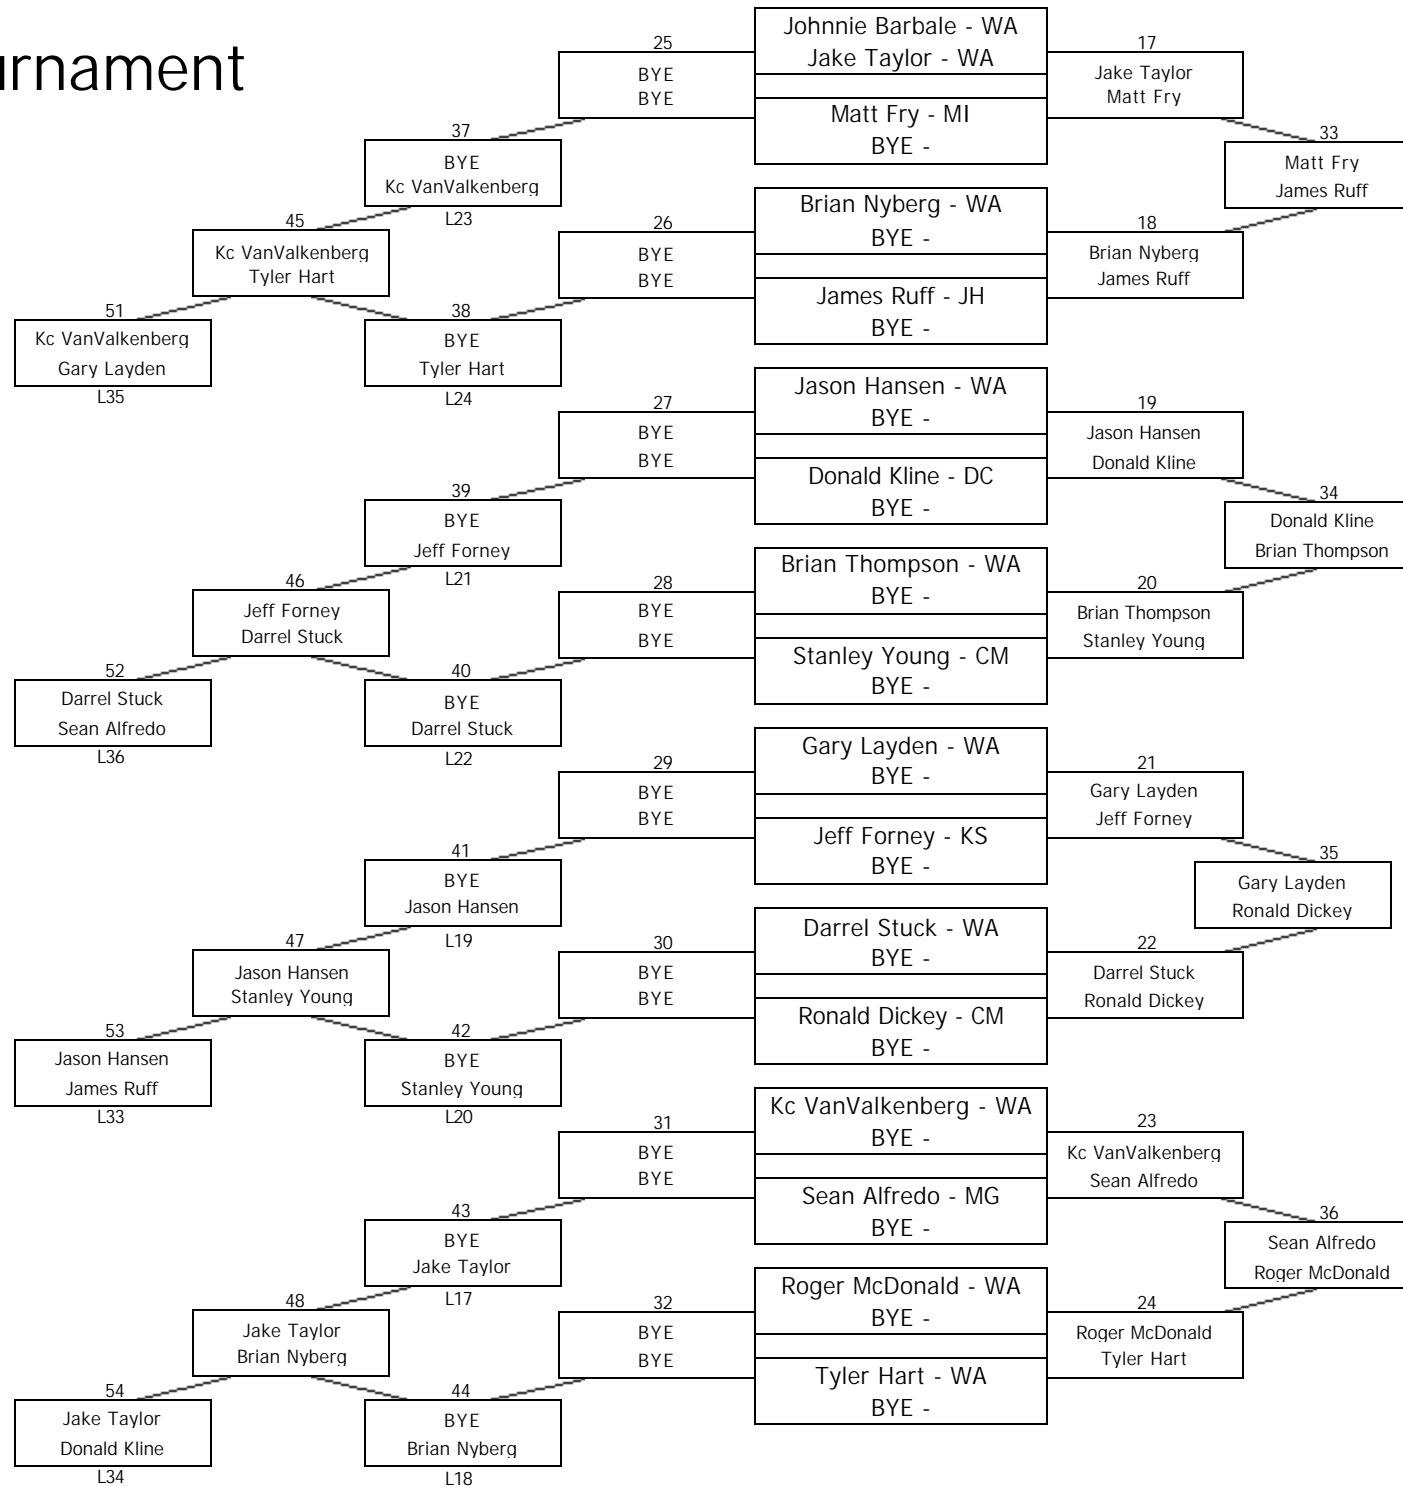 urnament
25
BYE
BYE
Johnnie Barbale - WA
Jake Taylor - WA
Matt Fry - MI
BYE -
17
Jake Taylor
Matt Fry
37
BYE
Kc VanValkenberg
L23
33
Matt Fry
James Ruff
45
Kc VanValkenberg
Tyler Hart
26
BYE
BYE
Brian Nyberg - WA
BYE -
James Ruff - JH
BYE -
18
Brian Nyberg
James Ruff
51
Kc VanValkenberg
Gary Layden
L35
38
BYE
Tyler Hart
L24
27
BYE
BYE
Jason Hansen - WA
BYE -
Donald Kline - DC
BYE -
19
Jason Hansen
Donald Kline
39
BYE
Jeff Forney
L21
34
Donald Kline
Brian Thompson
46
Jeff Forney
Darrel Stuck
28
BYE
BYE
Brian Thompson - WA
BYE -
Stanley Young - CM
BYE -
20
Brian Thompson
Stanley Young
52
Darrel Stuck
Sean Alfredo
L36
40
BYE
Darrel Stuck
L22
29
BYE
BYE
Gary Layden - WA
BYE -
Jeff Forney - KS
BYE -
21
Gary Layden
Jeff Forney
41
BYE
Jason Hansen
L19
35
Gary Layden
Ronald Dickey
47
Jason Hansen
Stanley Young
30
BYE
BYE
Darrel Stuck - WA
BYE -
Ronald Dickey - CM
BYE -
22
Darrel Stuck
Ronald Dickey
53
Jason Hansen
James Ruff
L33
42
BYE
Stanley Young
L20
31
BYE
BYE
Kc VanValkenberg - WA
BYE -
Sean Alfredo - MG
BYE -
23
Kc VanValkenberg
Sean Alfredo
43
BYE
Jake Taylor
L17
36
Sean Alfredo
Roger McDonald
48
Jake Taylor
Brian Nyberg
32
BYE
BYE
Roger McDonald - WA
BYE -
Tyler Hart - WA
BYE -
24
Roger McDonald
Tyler Hart
54
Jake Taylor
Donald Kline
L34
44
BYE
Brian Nyberg
L18